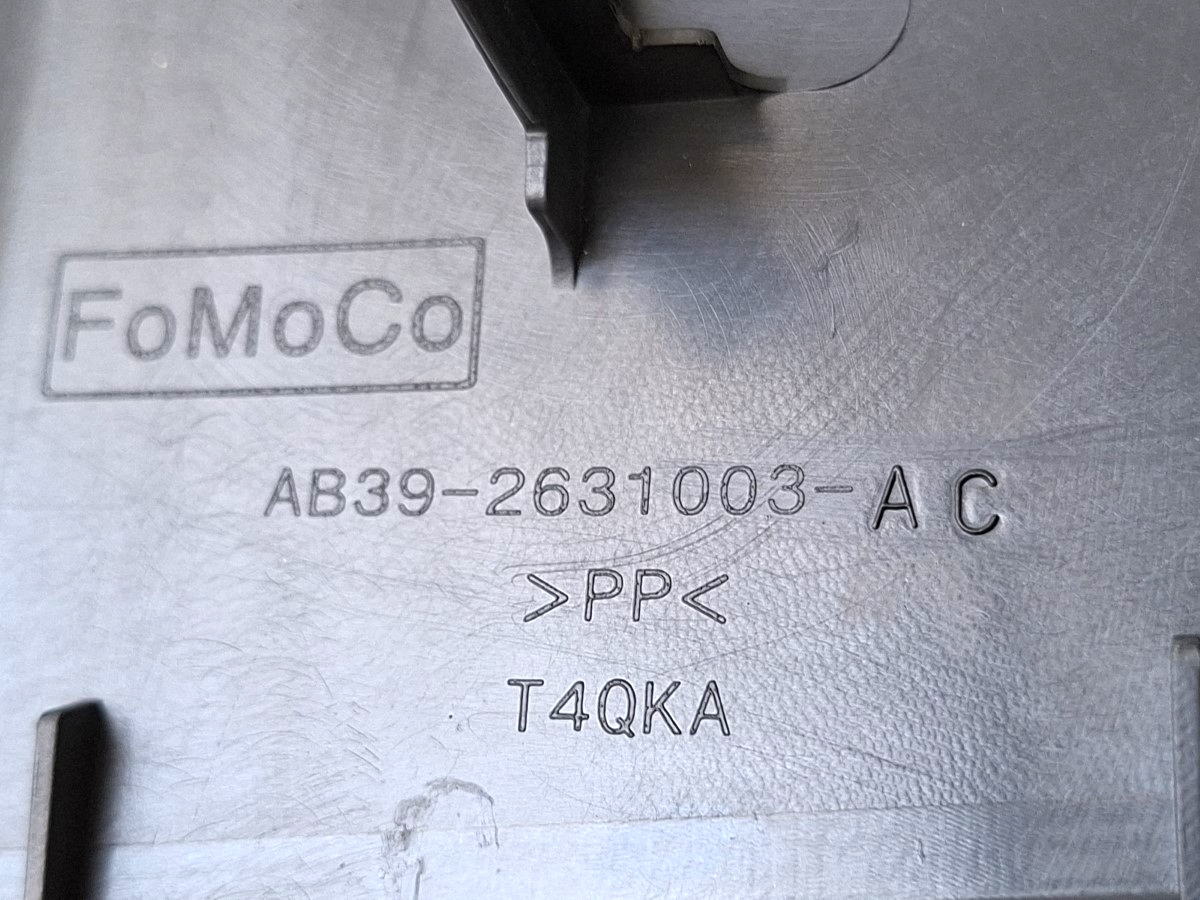 FoMoCo
AB39-2631003-AC
>PP<
T4QKA